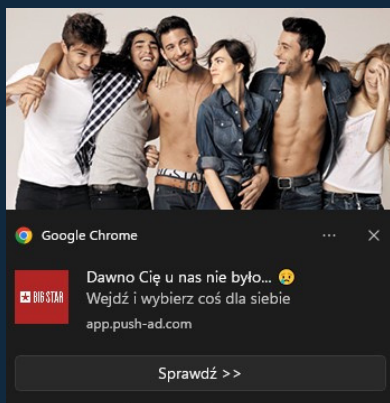 Google Chrome
Dawno Cię u nas nie było... 😢
Wejdź i wybierz coś dla siebie
BIG STAR
app.push-ad.com
Sprawdź >>